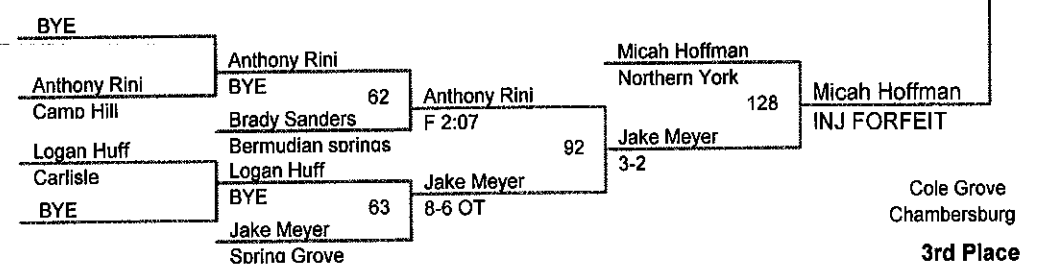 BYE
Anthony Rini
Camp Hill
Logan Huff
Carlisle
BYE
Anthony Rini
BYE
62
Brady Sanders
Bermudian springs
Logan Huff
BYE
63
Jake Meyer
Spring Grove
Anthony Rini
F 2:07
92
Jake Meyer
8-6 OT
Micah Hoffman
Northern York
128
Jake Meyer
3-2
Micah Hoffman
INJ FORFEIT
Cole Grove
Chambersburg
3rd Place